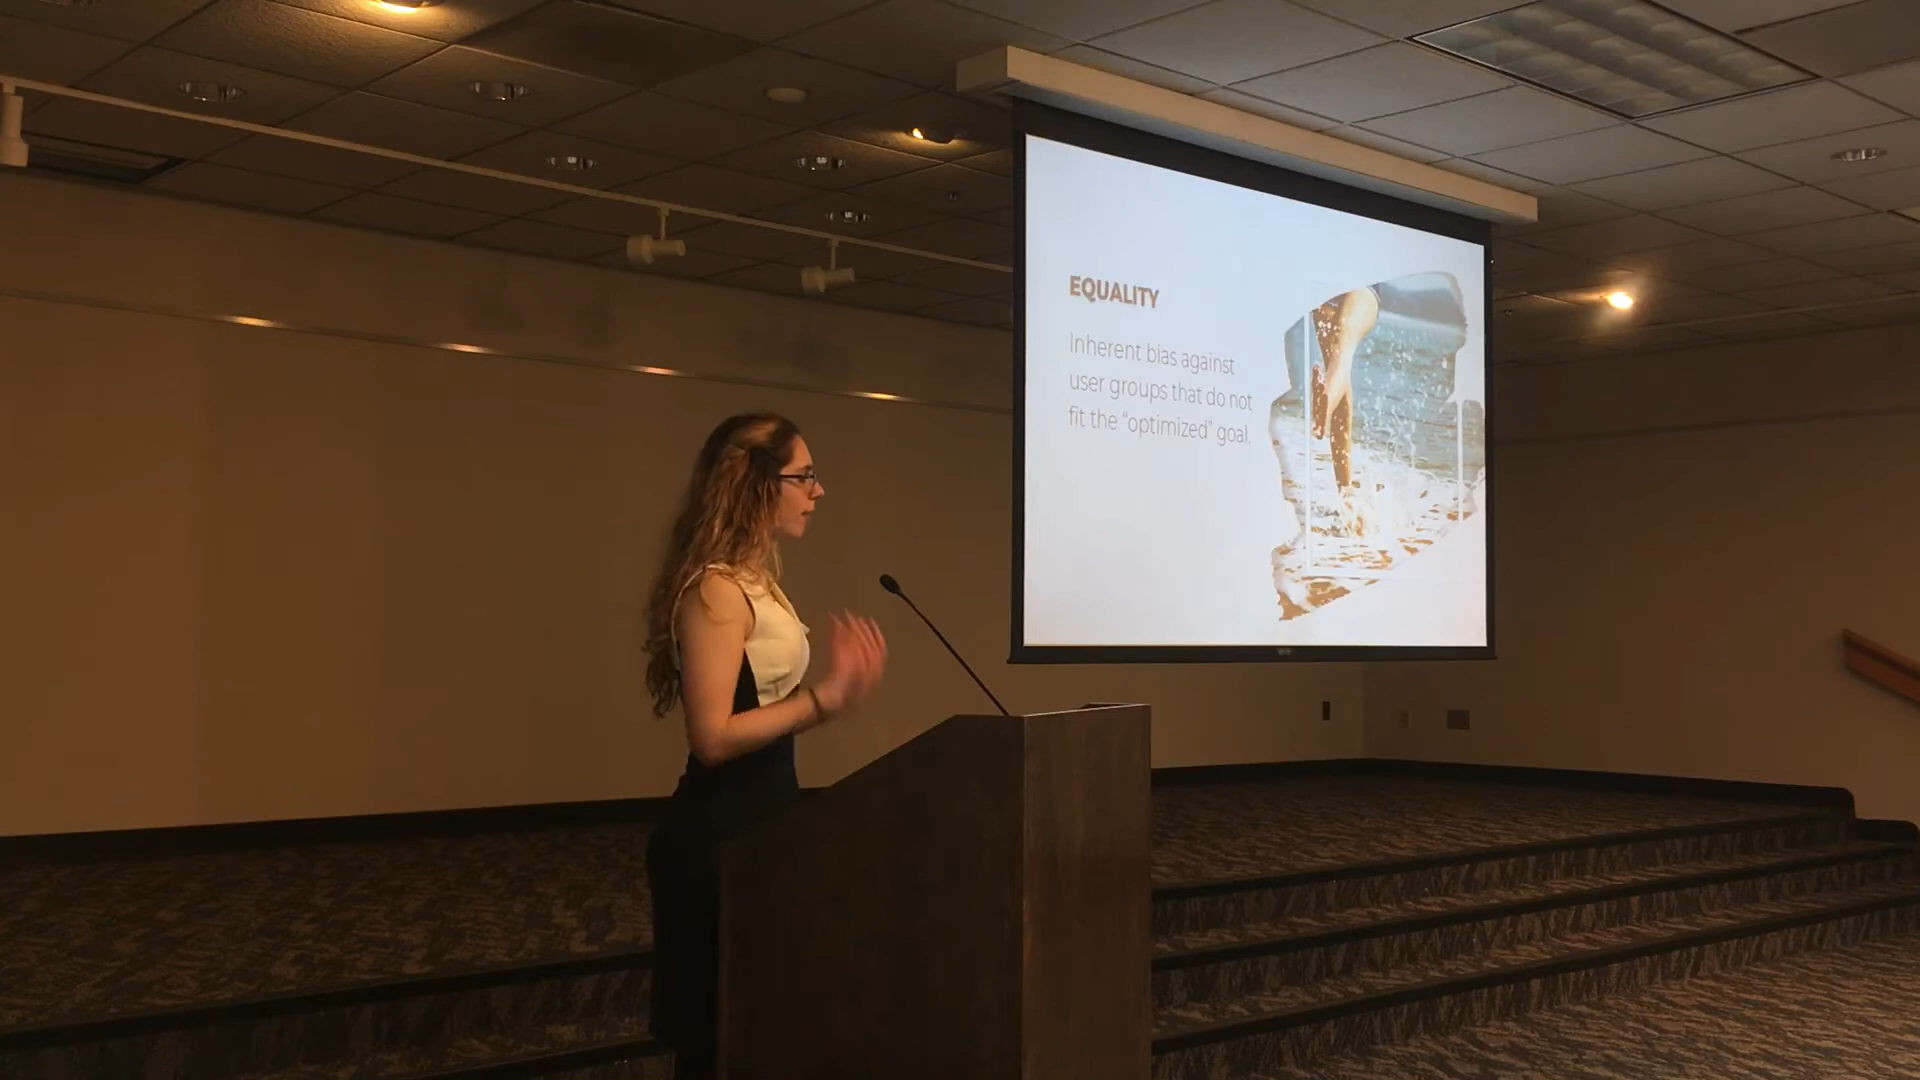 EQUALITY
Inherent bias against
user groups that do not
fit the “optimized” goal.